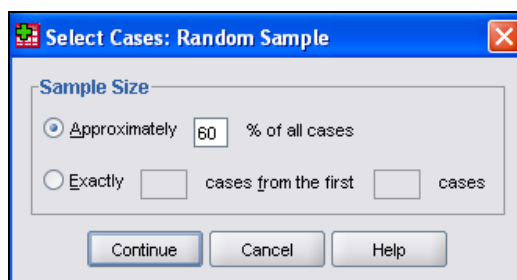 Select Cases: Random Sample
Sample Size
Approximately 60 % of all cases
Exactly cases from the first cases
Continue Cancel Help